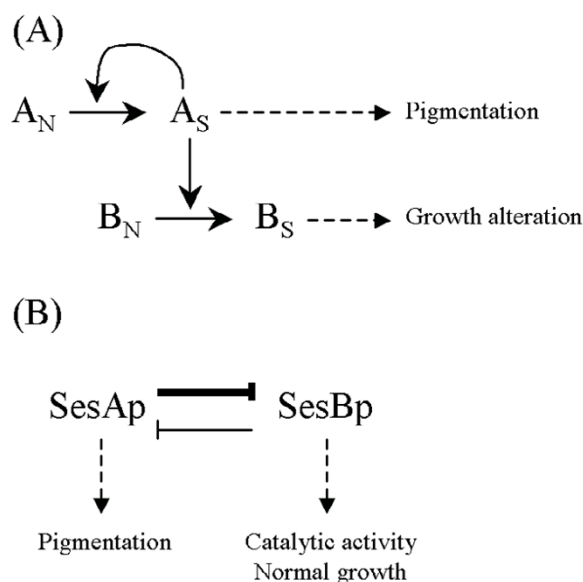 (A)
A_N A_S Pigmentation
B_N B_S Growth alteration
(B)
SesAp SesBp
Pigmentation Catalytic activity
Normal growth